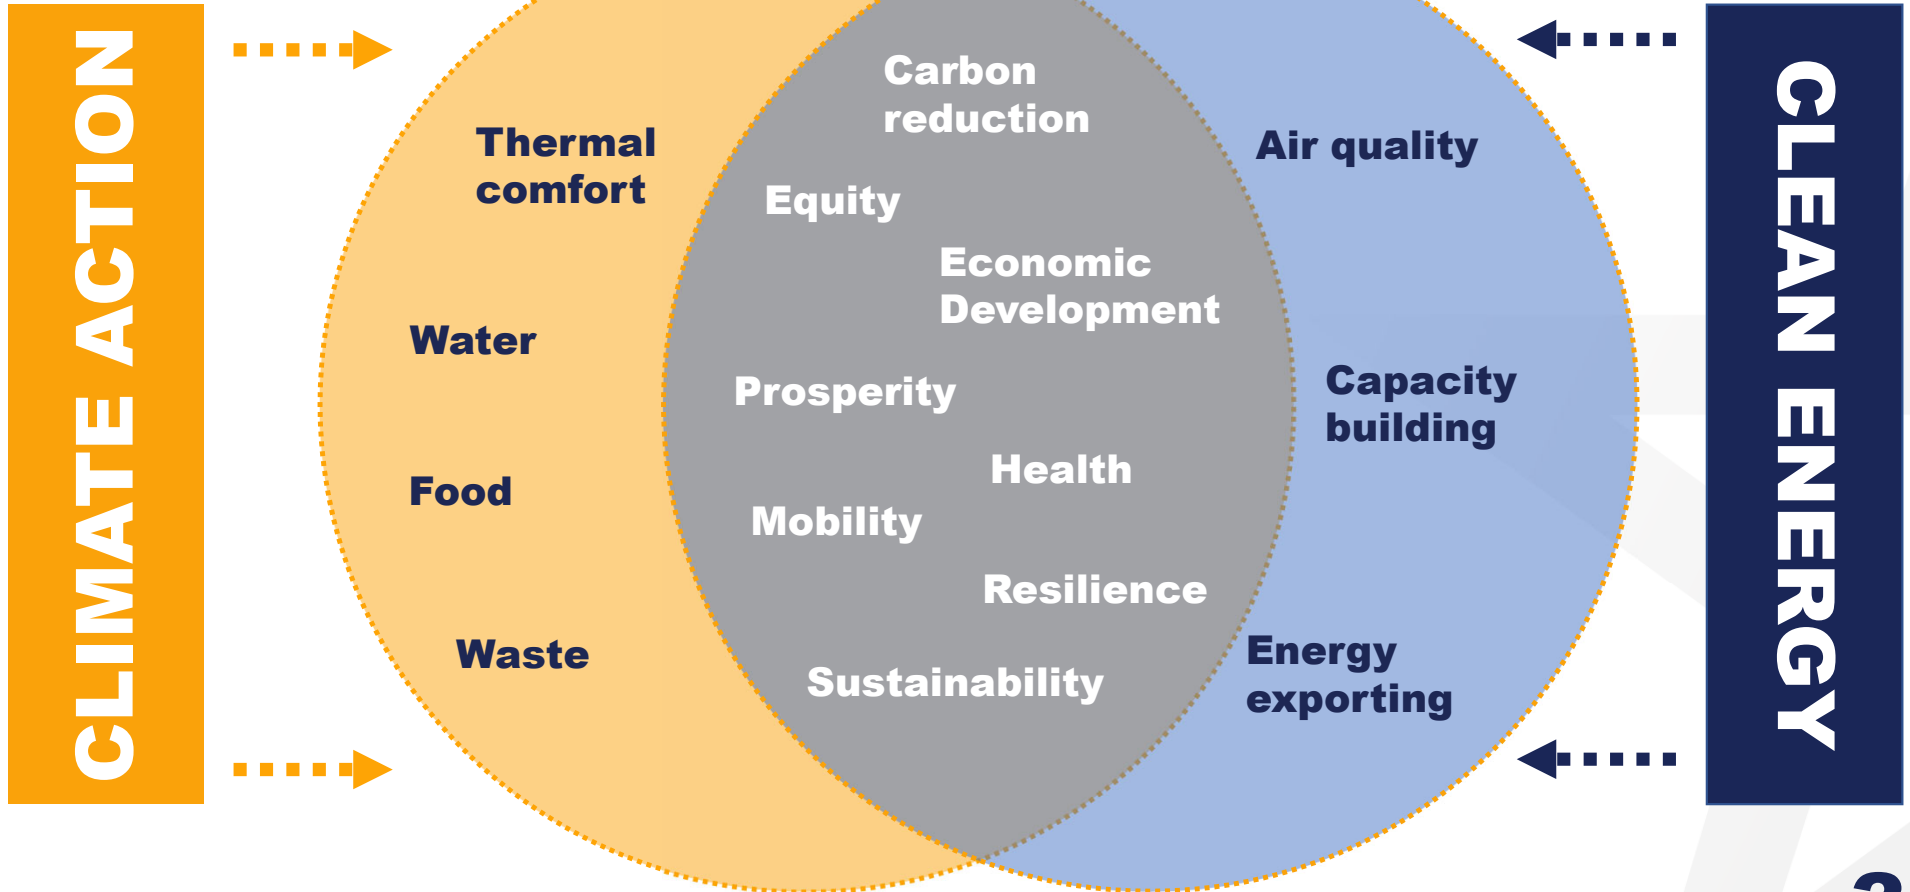 CLIMATE ACTION
Thermal
comfort
Water
Food
Waste
Carbon
reduction
Equity
Economic
Development
Prosperity
Health
Mobility
Resilience
Sustainability
Air quality
Capacity
building
Energy
exporting
CLEAN ENERGY